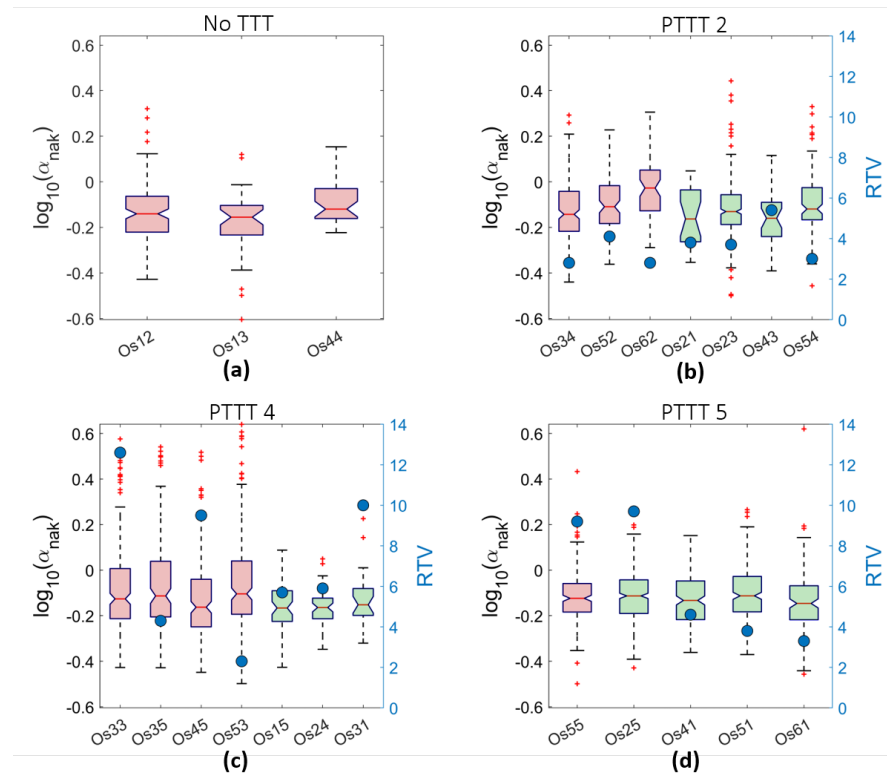 No TTT
0.6
0.4
0.2
0
-0.2
-0.4
-0.6
log10(αnak)
Os12
Os13
Os44
(a)
PTTT 2
0.6
0.4
0.2
0
-0.2
-0.4
-0.6
log10(αnak)
14
12
10
8
6
4
2
0
RTV
Os34
Os52
Os62
Os21
Os23
Os43
Os54
(b)
PTTT 4
0.6
0.4
0.2
0
-0.2
-0.4
-0.6
log10(αnak)
14
12
10
8
6
4
2
0
RTV
Os33
Os35
Os45
Os53
Os15
Os24
Os31
(c)
PTTT 5
0.6
0.4
0.2
0
-0.2
-0.4
-0.6
log10(αnak)
14
12
10
8
6
4
2
0
RTV
Os55
Os25
Os41
Os51
Os61
(d)